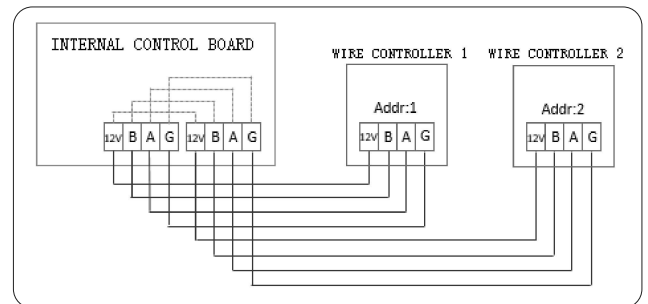 INTERNAL CONTROL BOARD
WIRE CONTROLLER 1
WIRE CONTROLLER 2
Addr:1
Addr:2
12V B A G 12V B A G
12V B A G
12V B A G